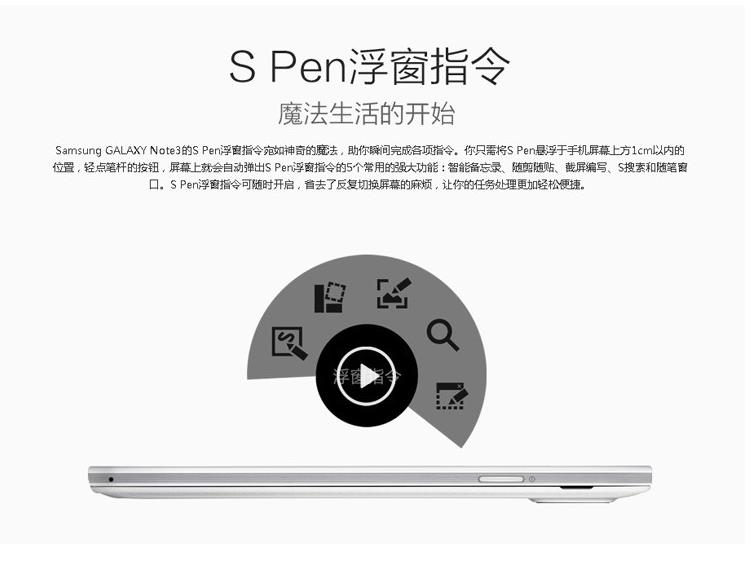 S Pen浮窗指令
魔法生活的开始
Samsung GALAXY Note3的S Pen浮窗指令宛如神奇的魔法，助你瞬间完成各项指令。你只需将S Pen悬浮于手机屏幕上方1cm以内的
位置，轻点笔杆的按钮，屏幕上就会自动弹出S Pen浮窗指令的5个常用的强大功能：智能备忘录、随剪随贴、截屏编写、S搜索和随笔窗
口。S Pen浮窗指令可随时开启，省去了反复切换屏幕的麻烦，让你的任务处理更加轻松便捷。
浮窗指令